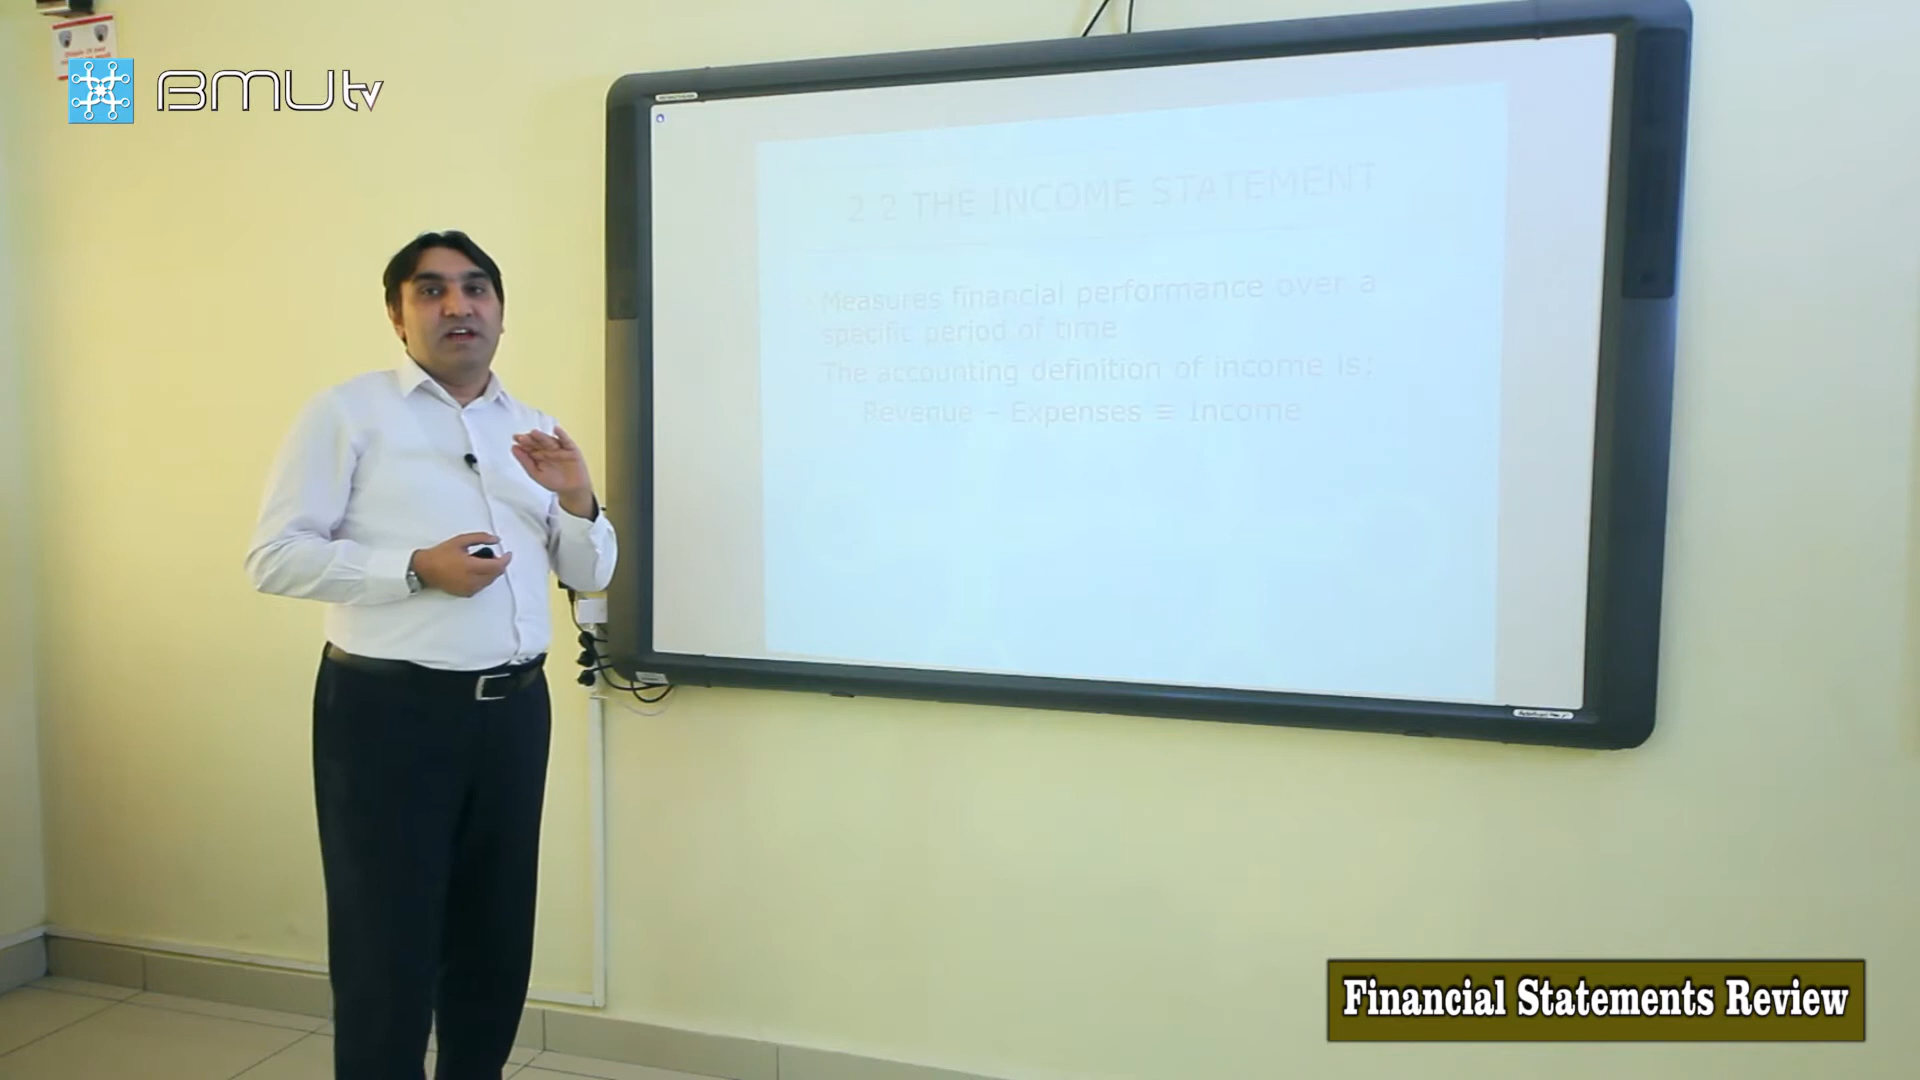 BMUtv
2 2 THE INCOME STATEMENT
Measures financial performance over a
specific period of time
The accounting definition of income is:
Revenue – Expenses ≡ Income
Financial Statements Review